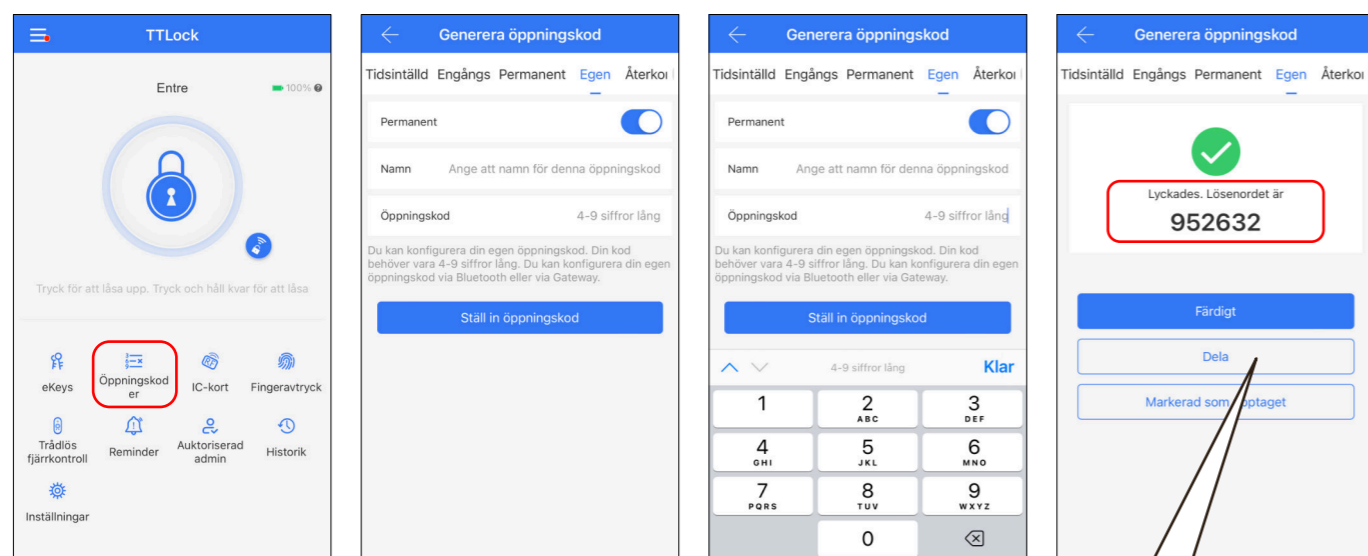 TTLock
Entre
100%
Tryck för att låsa upp. Tryck och håll kvar för att låsa
eKeys
Öppningskod
er
IC-kort
Fingeravtryck
Trådlös
fjärrkontroll
Reminder
Auktoriserad
admin
Historik
Inställningar
Generera öppningskod
Tidsintälld Engångs Permanent Egen Återkoı
Permanent
Namn Ange att namn för denna öppningskod
Öppningskod 4-9 siffror lång
Du kan konfigurera din egen öppningskod. Din kod
behöver vara 4-9 siffror lång. Du kan konfigurera din egen
öppningskod via Bluetooth eller via Gateway.
Ställ in öppningskod
Generera öppningskod
Tidsintälld Engångs Permanent Egen Återkoı
Permanent
Namn Ange att namn för denna öppningskod
Öppningskod 4-9 siffror lång
Du kan konfigurera din egen öppningskod. Din kod
behöver vara 4-9 siffror lång. Du kan konfigurera din egen
öppningskod via Bluetooth eller via Gateway.
Ställ in öppningskod
4-9 siffror lång Klar
1 2 3
ABC DEF
4 5 6
GHI JKL MNO
7 8 9
PQRS TUV WXYZ
0
Generera öppningskod
Tidsintälld Engångs Permanent Egen Återkoı
Lyckades. Lösenordet är
952632
Färdigt
Dela
Markerad som